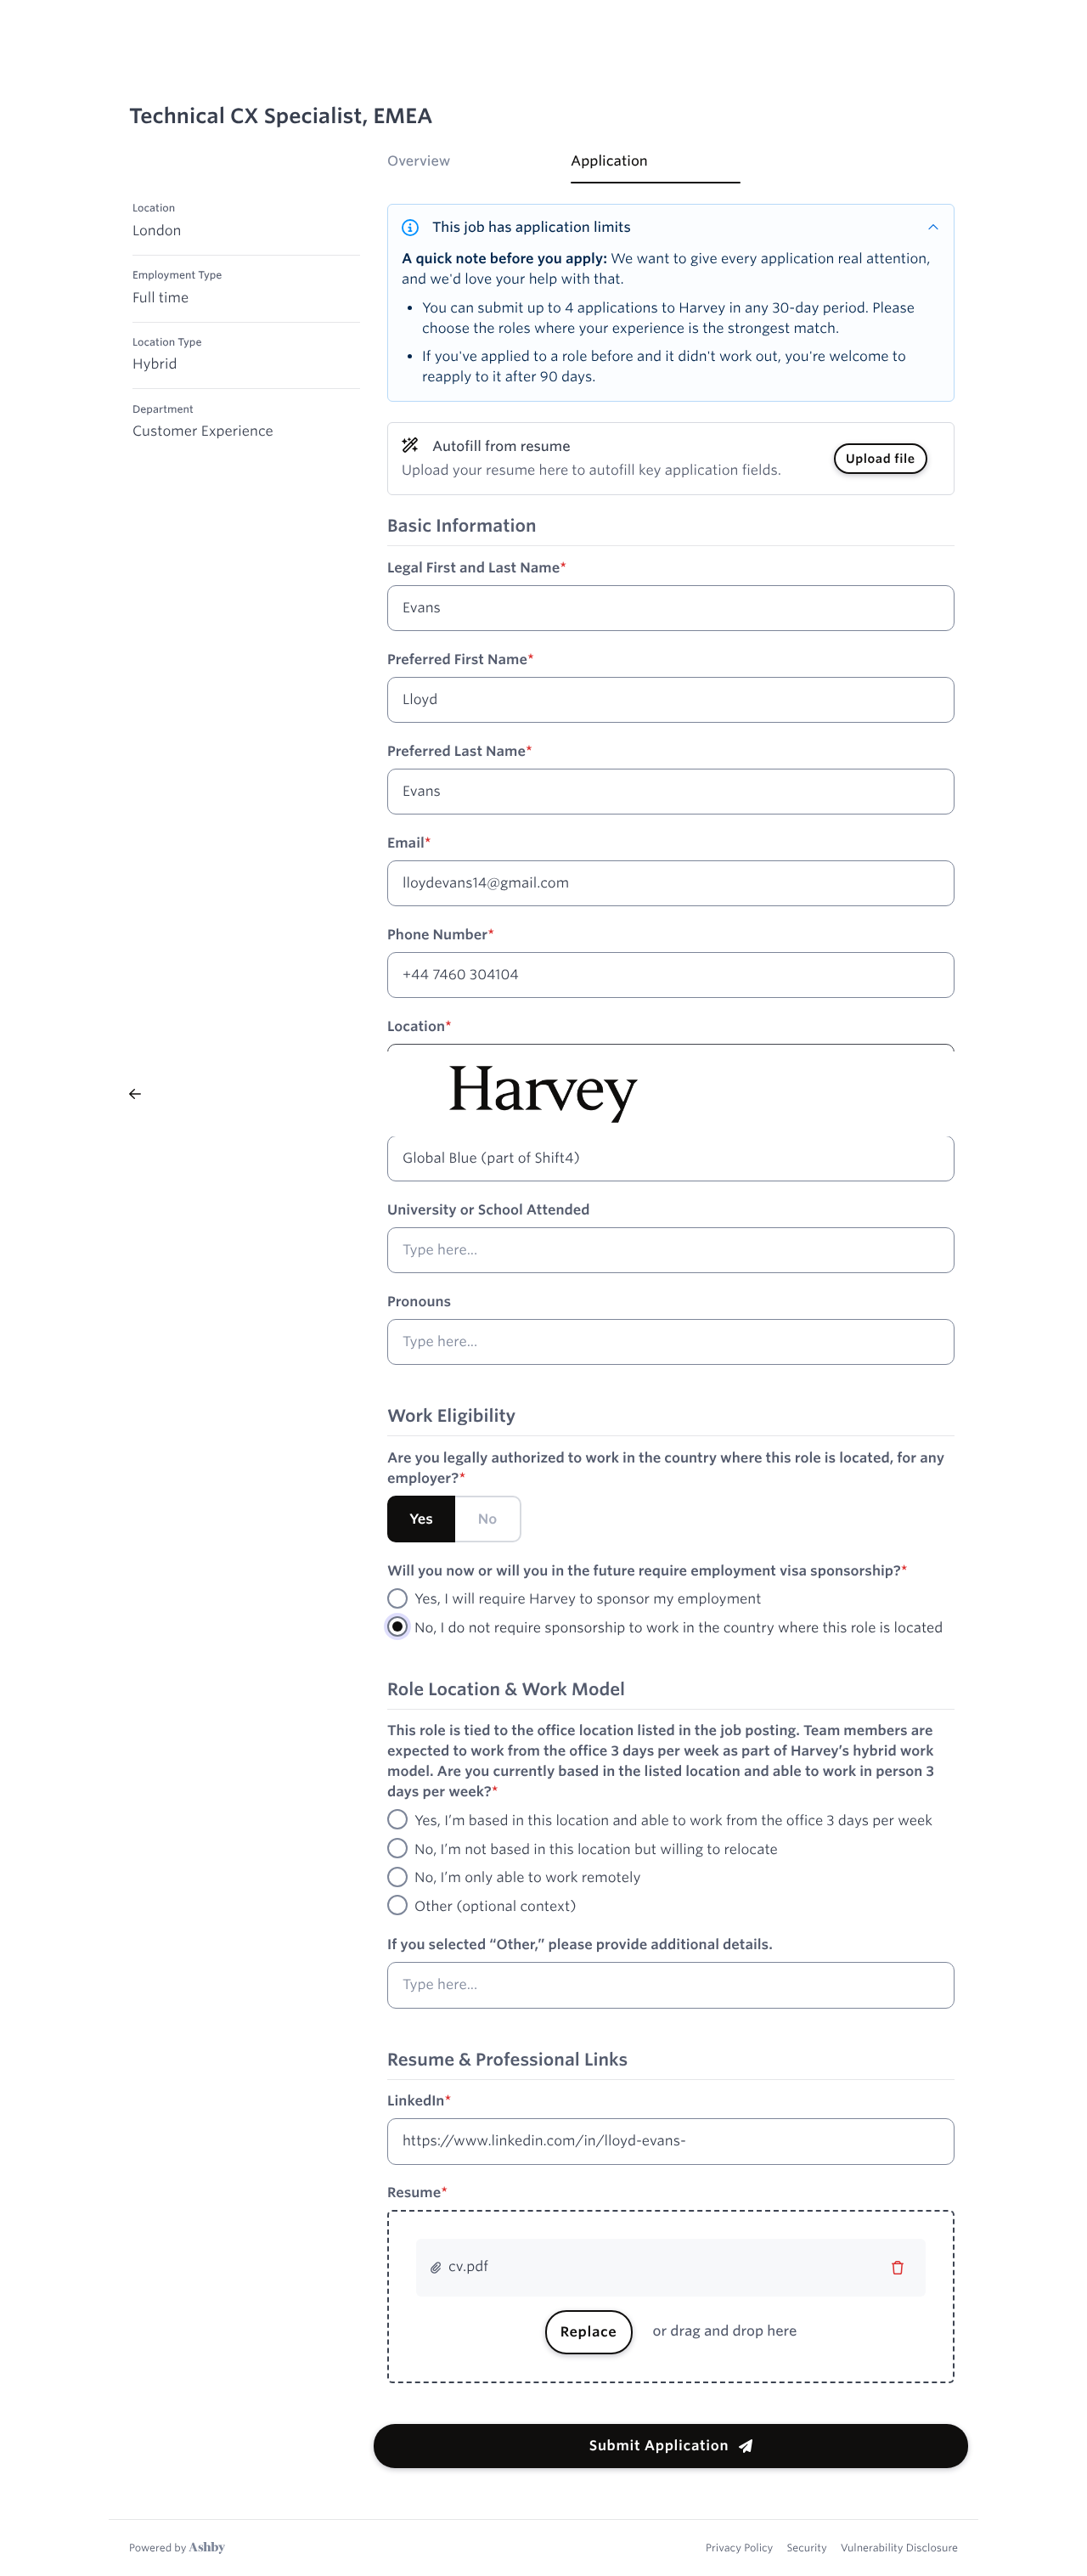 Technical CX Specialist, EMEA
Overview
Application
Location
London
Employment Type
Full time
Location Type
Hybrid
Department
Customer Experience
This job has application limits
A quick note before you apply: We want to give every application real attention,
and we'd love your help with that.
• You can submit up to 4 applications to Harvey in any 30-day period. Please
choose the roles where your experience is the strongest match.
• If you've applied to a role before and it didn't work out, you're welcome to
reapply to it after 90 days.
Autofill from resume
Upload your resume here to autofill key application fields.
Upload file
Basic Information
Legal First and Last Name*
Evans
Preferred First Name*
Lloyd
Preferred Last Name*
Evans
Email*
lloydevans14@gmail.com
Phone Number*
+44 7460 304104
Location*
Harvey
Global Blue (part of Shift4)
University or School Attended
Type here...
Pronouns
Type here...
Work Eligibility
Are you legally authorized to work in the country where this role is located, for any
employer?*
Yes
No
Will you now or will you in the future require employment visa sponsorship?*
Yes, I will require Harvey to sponsor my employment
No, I do not require sponsorship to work in the country where this role is located
Role Location & Work Model
This role is tied to the office location listed in the job posting. Team members are
expected to work from the office 3 days per week as part of Harvey’s hybrid work
model. Are you currently based in the listed location and able to work in person 3
days per week?*
Yes, I’m based in this location and able to work from the office 3 days per week
No, I’m not based in this location but willing to relocate
No, I’m only able to work remotely
Other (optional context)
If you selected “Other,” please provide additional details.
Type here...
Resume & Professional Links
LinkedIn*
https://www.linkedin.com/in/lloyd-evans-
Resume*
cv.pdf
Replace
or drag and drop here
Submit Application
Powered by Ashby
Privacy Policy
Security
Vulnerability Disclosure